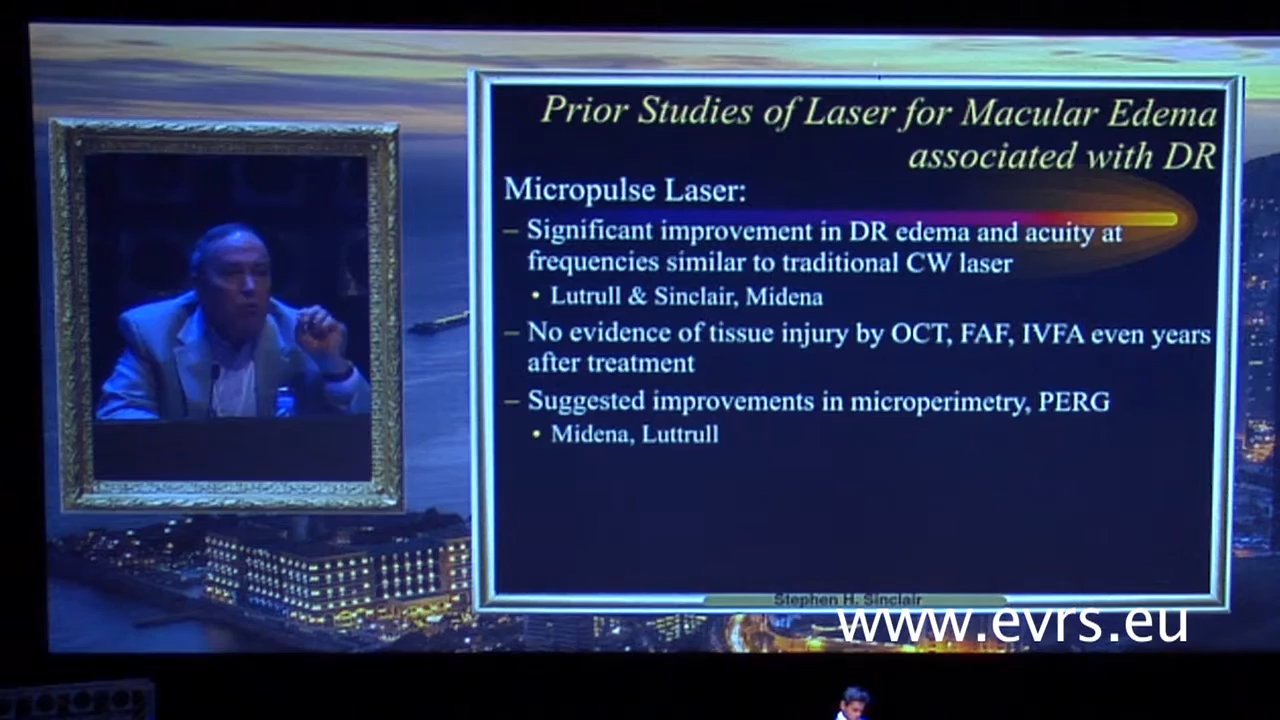 Prior Studies of Laser for Macular Edema
associated with DR
Micropulse Laser:
– Significant improvement in DR edema and acuity at
frequencies similar to traditional CW laser
• Lutrull & Sinclair, Midena
– No evidence of tissue injury by OCT, FAF, IVFA even years
after treatment
– Suggested improvements in microperimetry, PERG
• Midena, Luttrull
Stephen H. Sinclair
www.evrs.eu